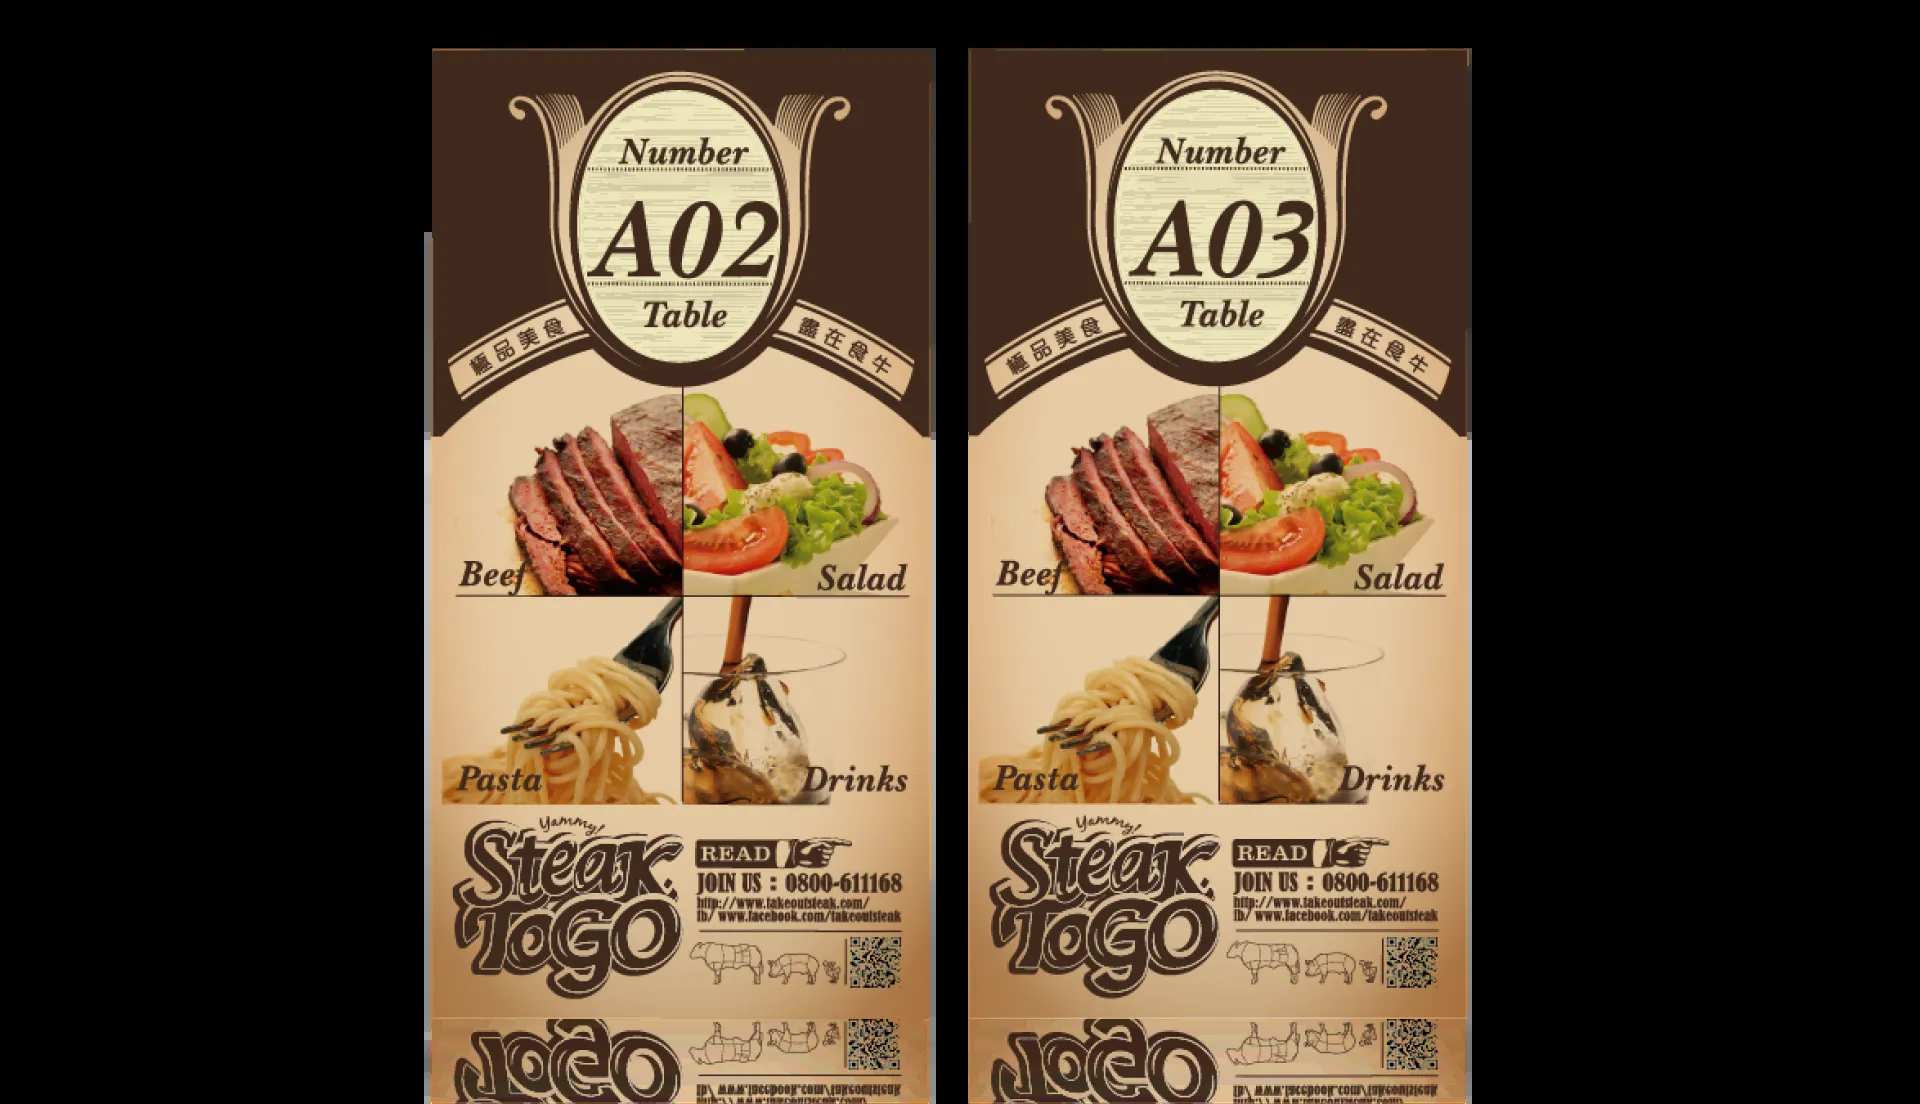 Number
A02
Table
極品美食
盡在食牛
Beef
Salad
Pasta
Drinks
Yammy!
Steak
ToGo
READ
JOIN US : 0800-611168
http://www.takeoutsteak.com/
fb/ www.facebook.com/takeoutsteak
Number
A03
Table
極品美食
盡在食牛
Beef
Salad
Pasta
Drinks
Yammy!
Steak
ToGo
READ
JOIN US : 0800-611168
http://www.takeoutsteak.com/
fb/ www.facebook.com/takeoutsteak